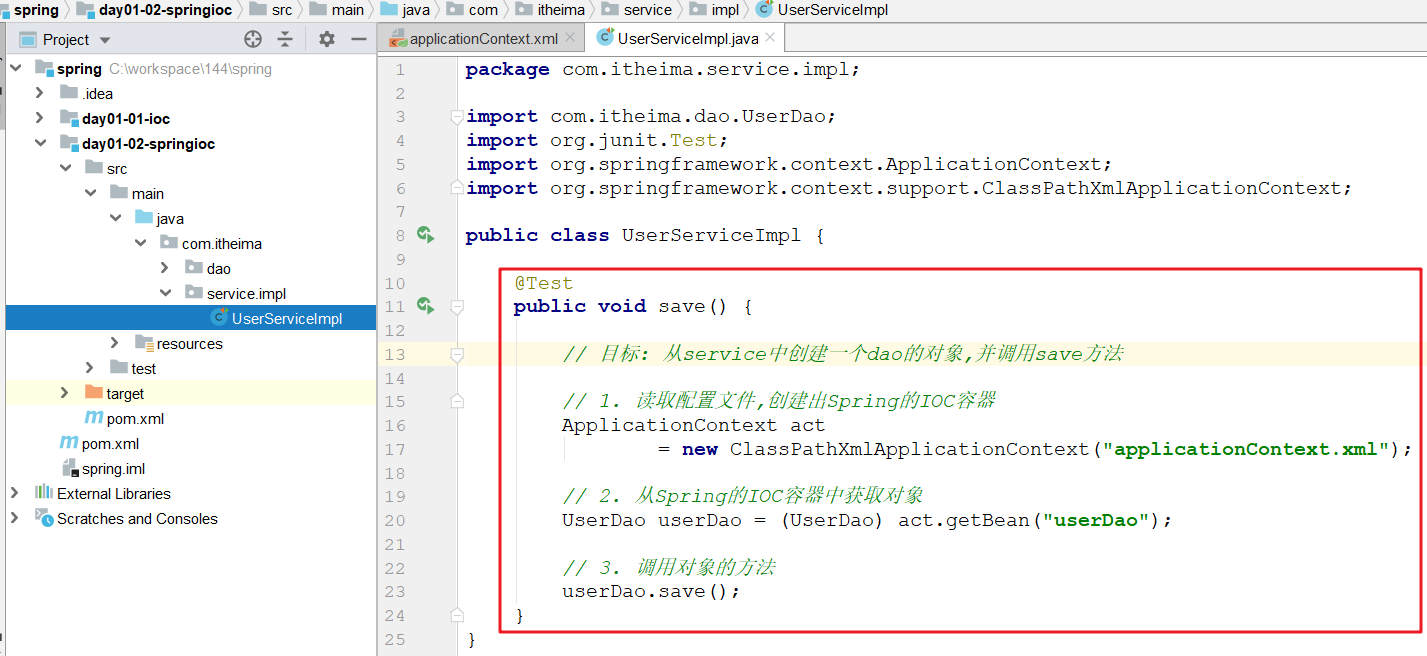 spring day01-02-springioc src main java com itheima service impl UserServiceImpl
Project
applicationContext.xml
UserServiceImpl.java
spring C:\workspace\144\spring
.idea
day01-01-ioc
day01-02-springioc
src
main
java
com.itheima
dao
service.impl
UserServiceImpl
resources
test
target
pom.xml
pom.xml
spring.iml
External Libraries
Scratches and Consoles
1 package com.itheima.service.impl;
2
3 import com.itheima.dao.UserDao;
4 import org.junit.Test;
5 import org.springframework.context.ApplicationContext;
6 import org.springframework.context.support.ClassPathXmlApplicationContext;
7
8 public class UserServiceImpl {
9
10 @Test
11 public void save() {
12
13 // 目标: 从service中创建一个dao的对象,并调用save方法
14
15 // 1. 读取配置文件,创建出Spring的IOC容器
16 ApplicationContext act
17 = new ClassPathXmlApplicationContext("applicationContext.xml");
18
19 // 2. 从Spring的IOC容器中获取对象
20 UserDao userDao = (UserDao) act.getBean("userDao");
21
22 // 3. 调用对象的方法
23 userDao.save();
24 }
25 }